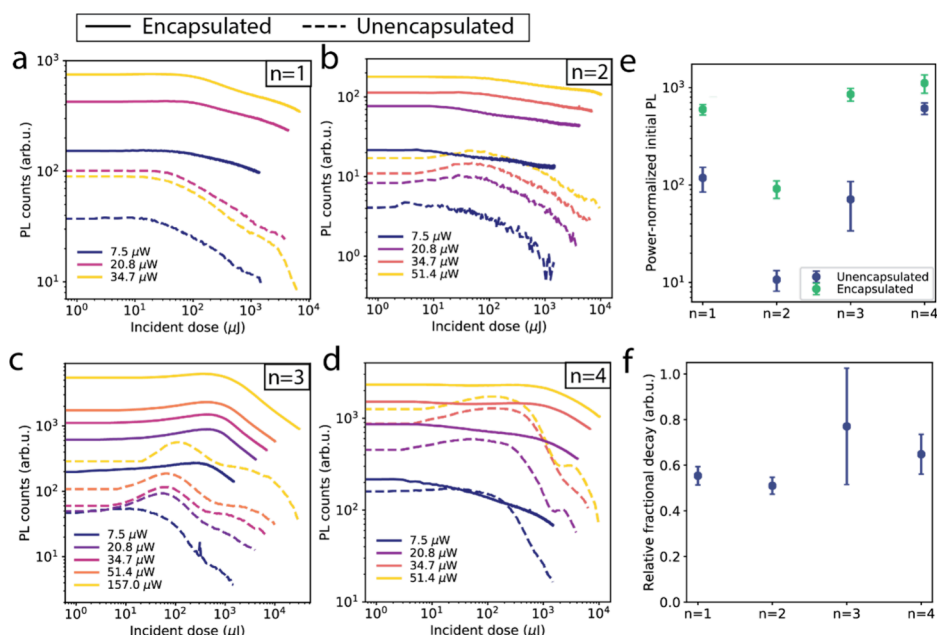 Encapsulated Unencapsulated
a
n=1
PL counts (arb.u.)
10³
10²
10¹
7.5 μW
20.8 μW
34.7 μW
10⁰ 10¹ 10² 10³ 10⁴
Incident dose (μJ)
b
n=2
PL counts (arb.u.)
10²
10¹
10⁰
7.5 μW
20.8 μW
34.7 μW
51.4 μW
10⁰ 10¹ 10² 10³ 10⁴
Incident dose (μJ)
e
Power-normalized initial PL
10³
10²
10¹
Unencapsulated
Encapsulated
n=1 n=2 n=3 n=4
c
n=3
PL counts (arb.u.)
10³
10²
10¹
7.5 μW
20.8 μW
34.7 μW
51.4 μW
157.0 μW
10⁰ 10¹ 10² 10³ 10⁴
Incident dose (μJ)
d
n=4
PL counts (arb.u.)
10³
10²
10¹
7.5 μW
20.8 μW
34.7 μW
51.4 μW
10⁰ 10¹ 10² 10³ 10⁴
Incident dose (μJ)
f
Relative fractional decay (arb.u.)
1.0
0.8
0.6
0.4
0.2
0.0
n=1 n=2 n=3 n=4